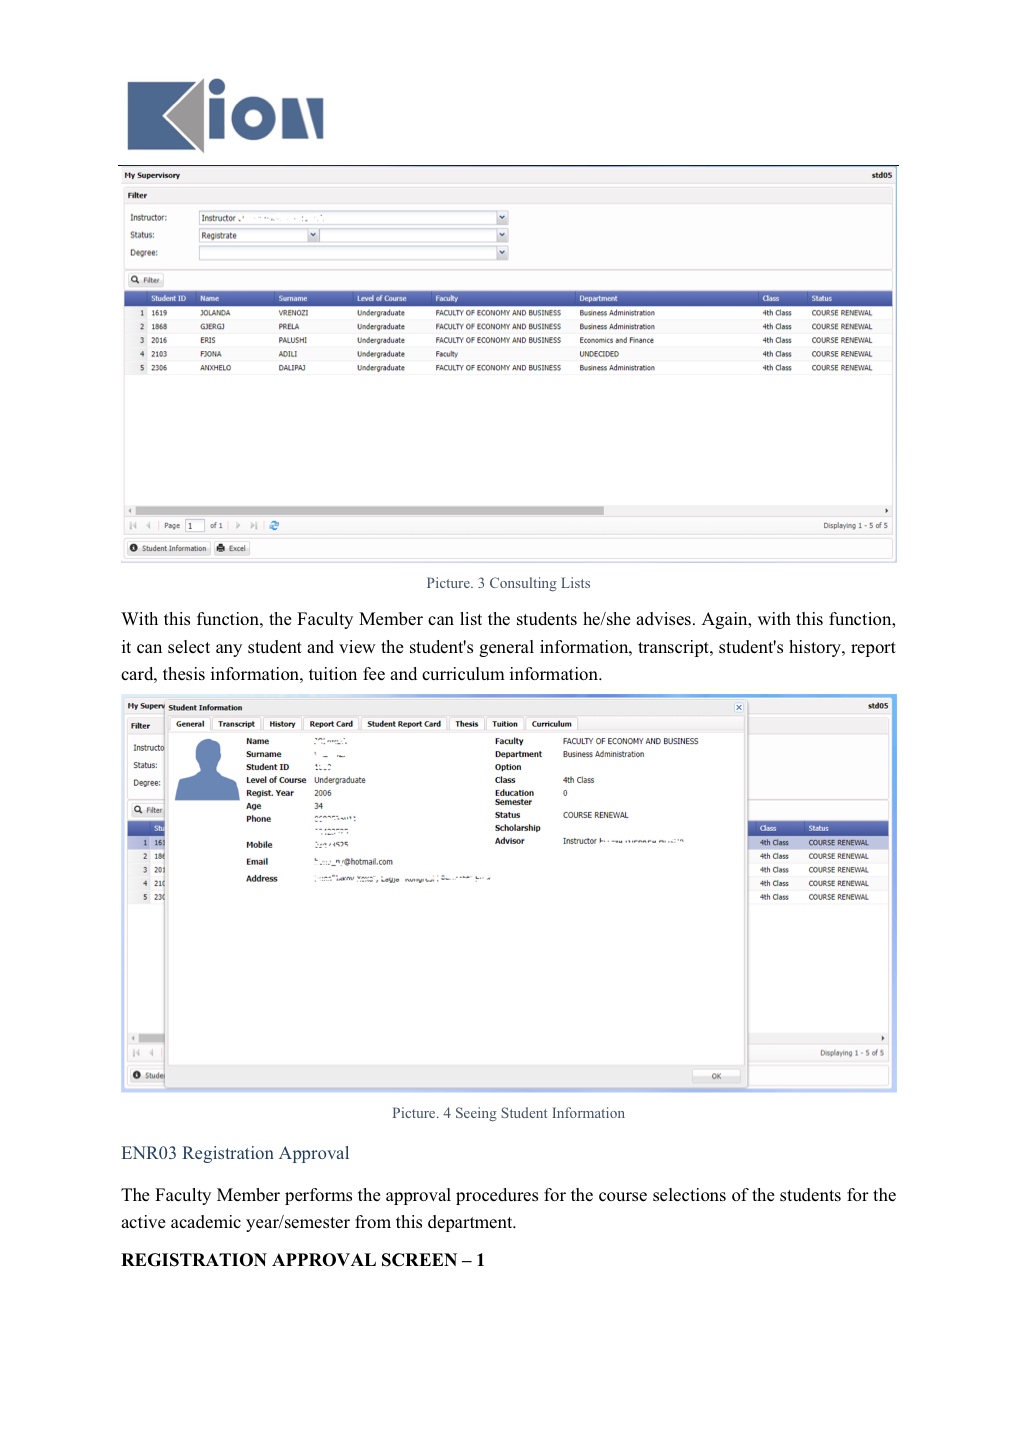 Kion
My Supervisory std05
Filter
Instructor: Instructor
Status: Registrate
Degree:
Filter
Student ID Name Surname Level of Course Faculty Department Class Status
1 1619 JOLANDA VRENOZI Undergraduate FACULTY OF ECONOMY AND BUSINESS Business Administration 4th Class COURSE RENEWAL
2 1868 GJERGJ PRELA Undergraduate FACULTY OF ECONOMY AND BUSINESS Business Administration 4th Class COURSE RENEWAL
3 2016 ERIS PALUSHI Undergraduate FACULTY OF ECONOMY AND BUSINESS Economics and Finance 4th Class COURSE RENEWAL
4 2103 FJONA ADILI Undergraduate Faculty UNDECIDED 4th Class COURSE RENEWAL
5 2306 ANXHELO DALIPAJ Undergraduate FACULTY OF ECONOMY AND BUSINESS Business Administration 4th Class COURSE RENEWAL
Page 1 of 1 Displaying 1 - 5 of 5
Student Information Excel
Picture. 3 Consulting Lists
With this function, the Faculty Member can list the students he/she advises. Again, with this function,
it can select any student and view the student's general information, transcript, student's history, report
card, thesis information, tuition fee and curriculum information.
My Superv Student Information std05
Filter General Transcript History Report Card Student Report Card Thesis Tuition Curriculum
Instructo
Status:
Degree:
Filter
Stu
1 161
2 186
3 201
4 210
5 230
Name
Surname
Student ID
Level of Course Undergraduate
Regist. Year 2006
Age 34
Phone
Mobile
Email @hotmail.com
Address
Faculty FACULTY OF ECONOMY AND BUSINESS
Department Business Administration
Option
Class 4th Class
Education 0
Semester
Status COURSE RENEWAL
Scholarship
Advisor Instructor
Class Status
4th Class COURSE RENEWAL
4th Class COURSE RENEWAL
4th Class COURSE RENEWAL
4th Class COURSE RENEWAL
4th Class COURSE RENEWAL
Displaying 1 - 5 of 5
Stude OK
Picture. 4 Seeing Student Information
ENR03 Registration Approval
The Faculty Member performs the approval procedures for the course selections of the students for the
active academic year/semester from this department.
REGISTRATION APPROVAL SCREEN – 1